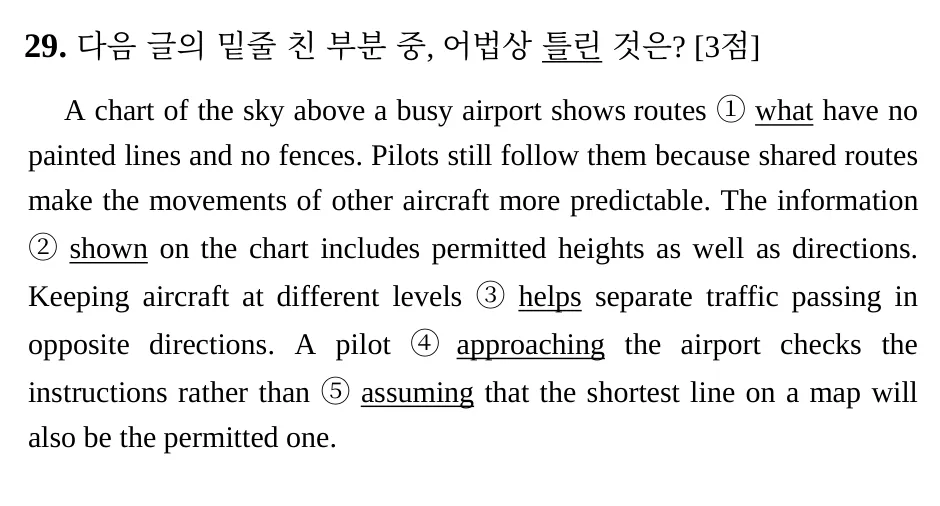 29. 다음 글의 밑줄 친 부분 중, 어법상 틀린 것은? [3점]
A chart of the sky above a busy airport shows routes ① what have no
painted lines and no fences. Pilots still follow them because shared routes
make the movements of other aircraft more predictable. The information
② shown on the chart includes permitted heights as well as directions.
Keeping aircraft at different levels ③ helps separate traffic passing in
opposite directions. A pilot ④ approaching the airport checks the
instructions rather than ⑤ assuming that the shortest line on a map will
also be the permitted one.